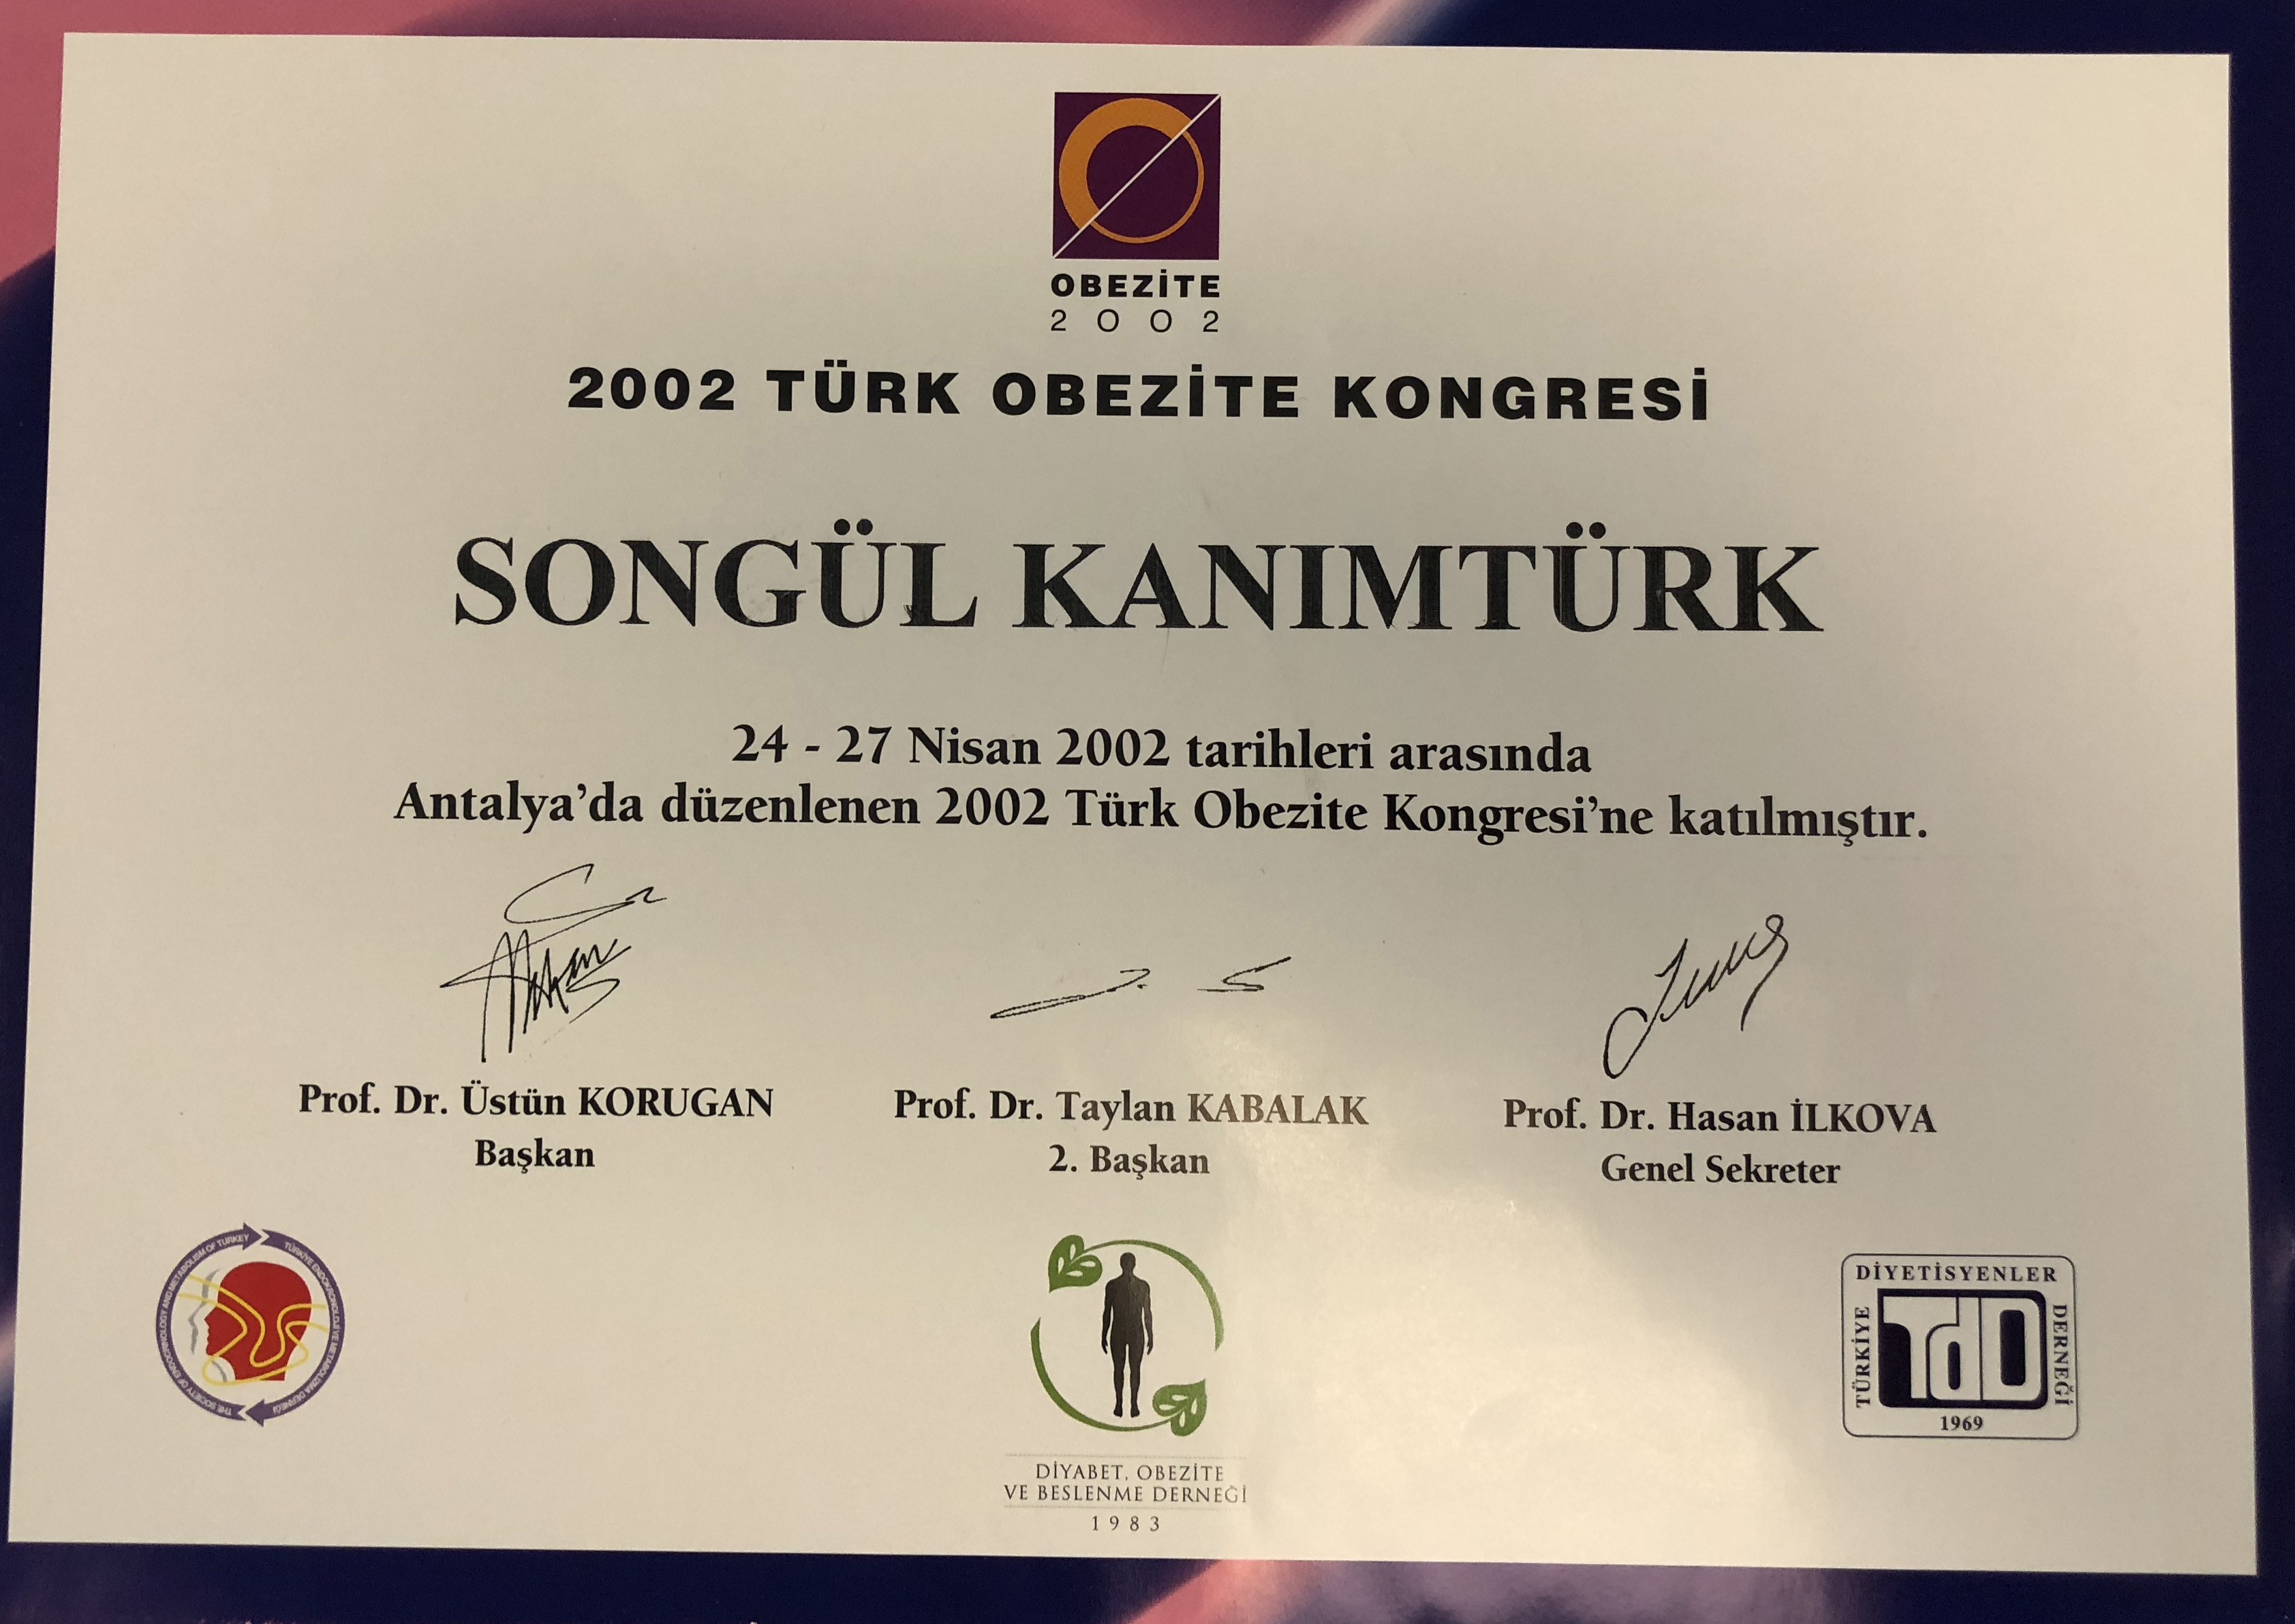 OBEZİTE
2002
2002 TÜRK OBEZİTE KONGRESİ
SONGÜL KANIMTÜRK
24 - 27 Nisan 2002 tarihleri arasında
Antalya’da düzenlenen 2002 Türk Obezite Kongresi’ne katılmıştır.
Prof. Dr. Üstün KORUGAN
Başkan
Prof. Dr. Taylan KABALAK
2. Başkan
Prof. Dr. Hasan İLKOVA
Genel Sekreter
THE SOCIETY OF ENDOCRINOLOGY AND METABOLISM OF TURKEY
TÜRKİYE ENDOKRİNOLOJİ VE METABOLİZMA DERNEĞİ
DİYABET, OBEZİTE
VE BESLENME DERNEĞİ
1983
DİYETİSYENLER
TÜRKİYE
TDD
DERNEĞİ
1969